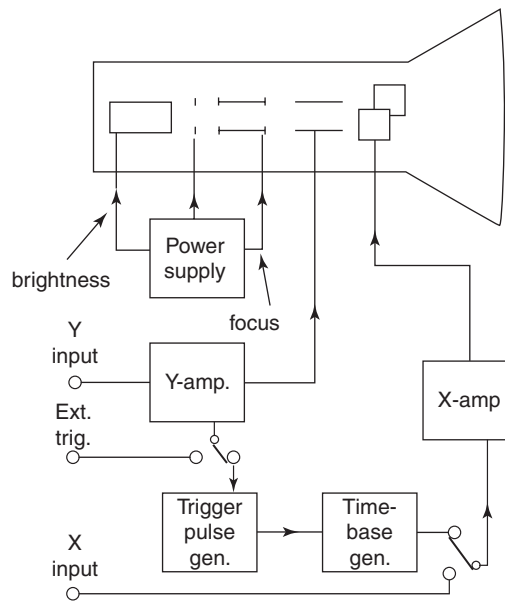 Power
supply
brightness
focus
Y
input
Y-amp.
X-amp
Ext.
trig.
Trigger
pulse
gen.
Time-
base
gen.
X
input